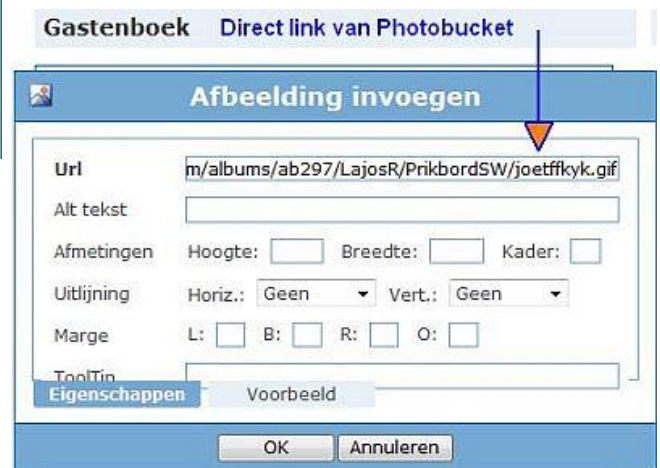 Gastenboek Direct link van Photobucket
Afbeelding invoegen
Url m/albums/ab297/LajosR/PrikbordSW/joetffkyk.gif
Alt tekst
Afmetingen Hoogte: Breedte: Kader:
Uitlijning Horiz.: Geen Vert.: Geen
Marge L: B: R: O:
ToolTip
Eigenschappen Voorbeeld
OK Annuleren